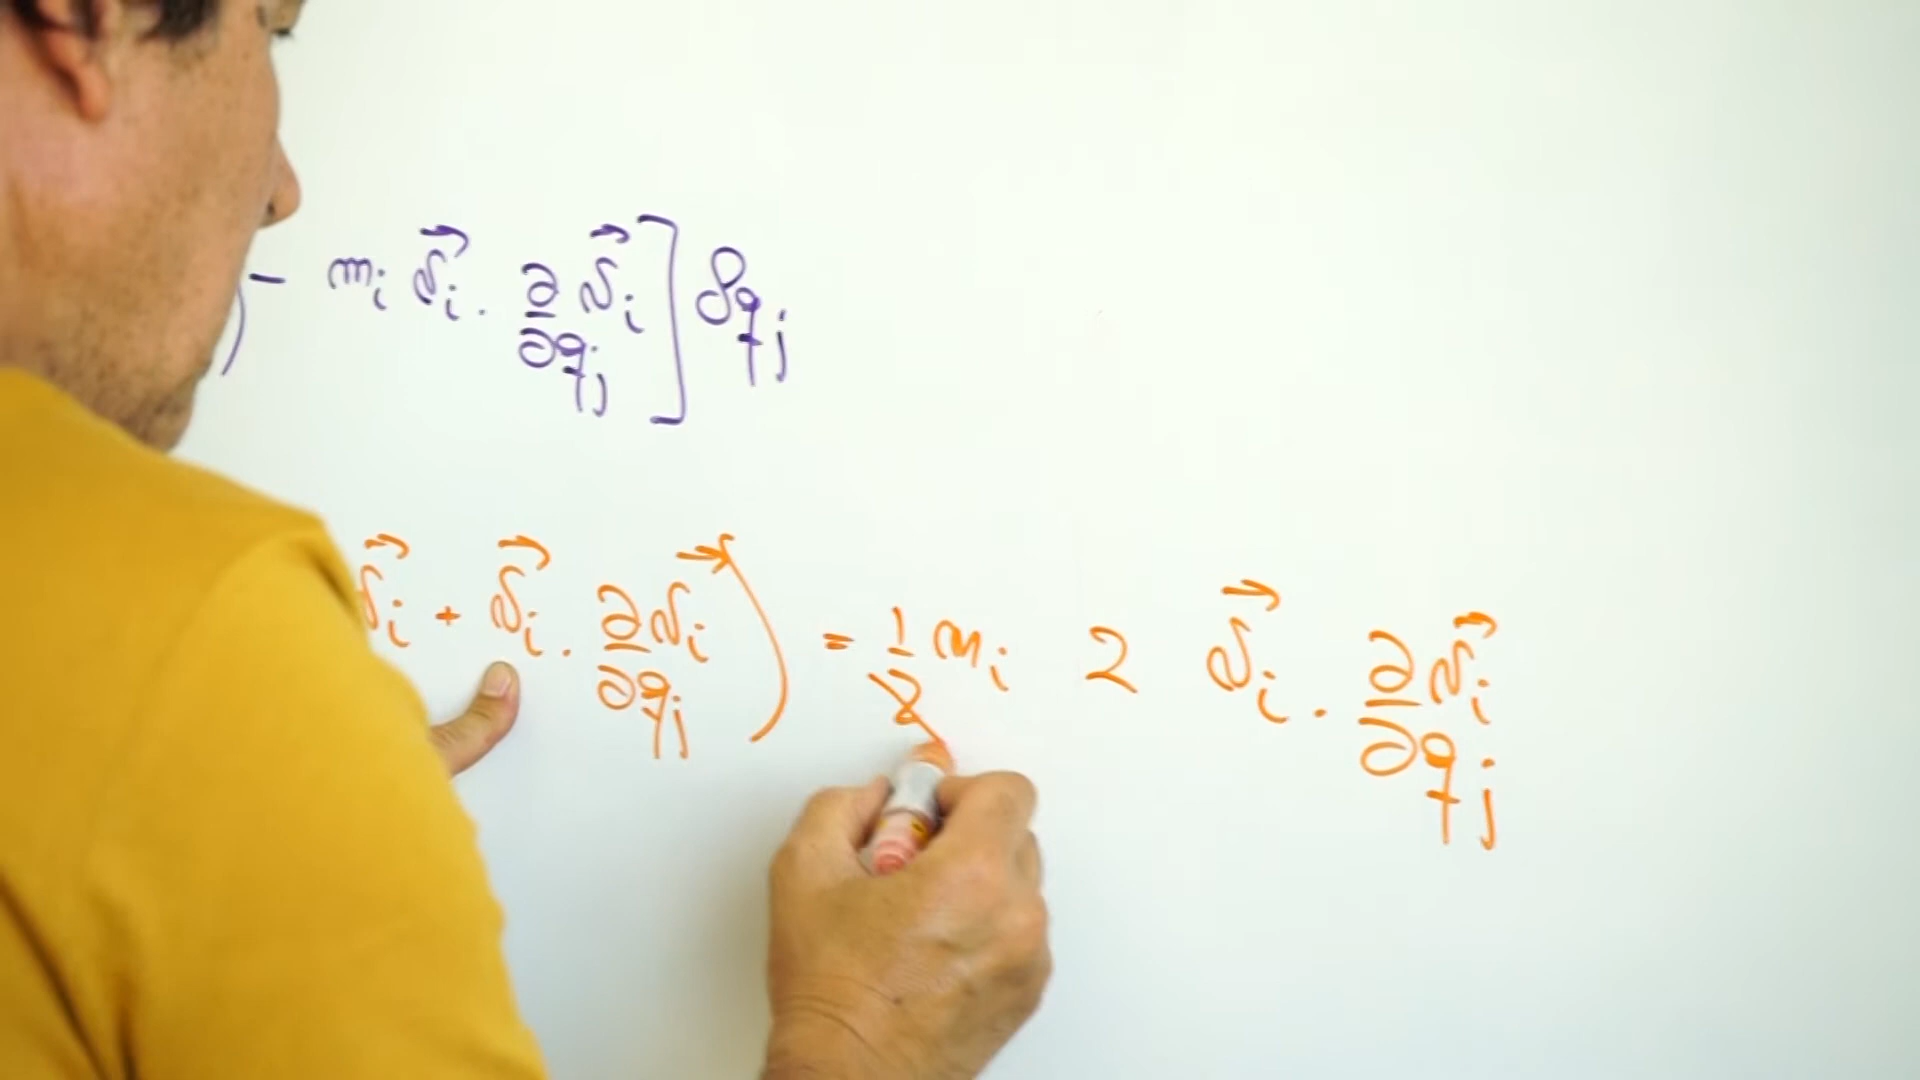 ) - mᵢ v⃗ᵢ · ∂v⃗ᵢ/∂qⱼ ] δqⱼ
v⃗ᵢ + v⃗ᵢ · ∂v⃗ᵢ/∂qⱼ ) = 1/2 mᵢ 2 v⃗ᵢ · ∂v⃗ᵢ/∂qⱼ